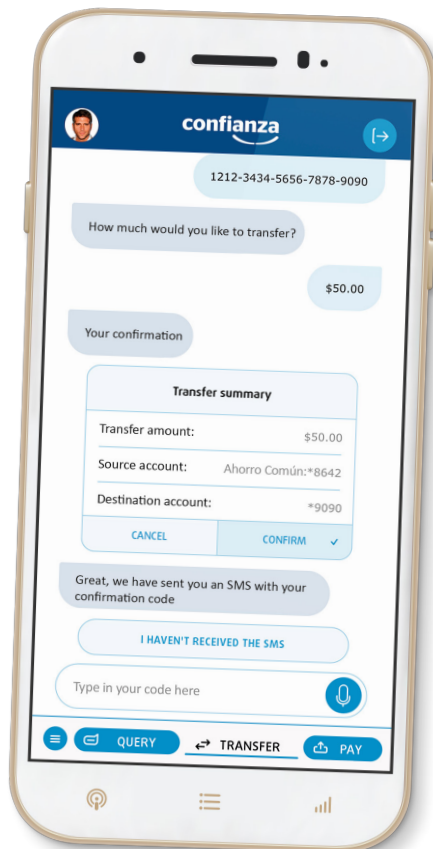 confianza
1212-3434-5656-7878-9090
How much would you like to transfer?
$50.00
Your confirmation
Transfer summary
Transfer amount: $50.00
Source account: Ahorro Común:*8642
Destination account: *9090
CANCEL CONFIRM
Great, we have sent you an SMS with your
confirmation code
I HAVEN'T RECEIVED THE SMS
Type in your code here
QUERY TRANSFER PAY